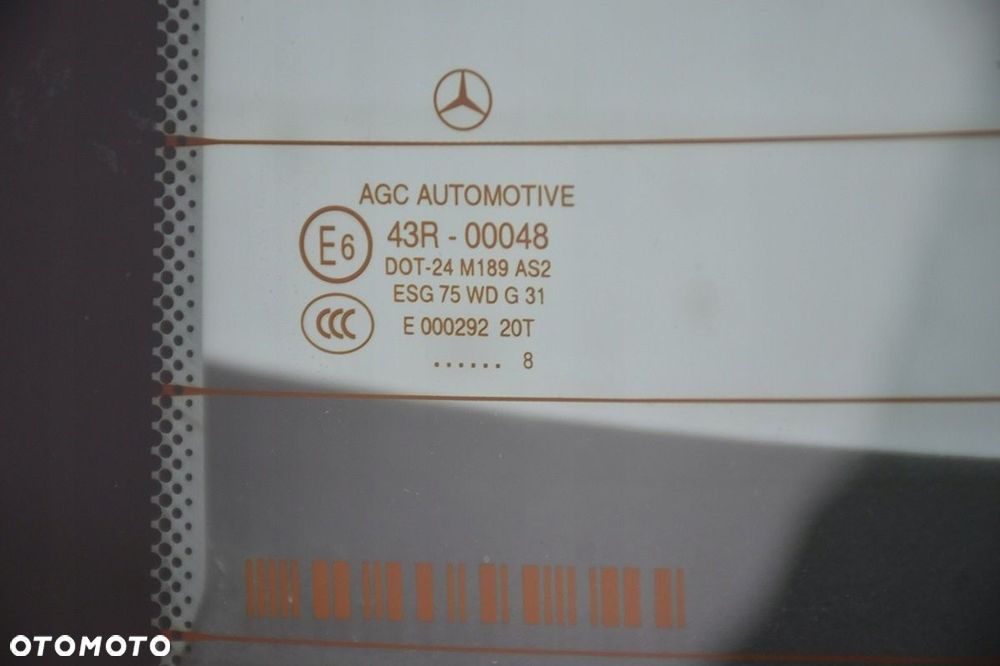 AGC AUTOMOTIVE
E6
43R - 00048
DOT-24 M189 AS2
ESG 75 WD G 31
CCC
E 000292 20T
...... 8
OTOMOTO